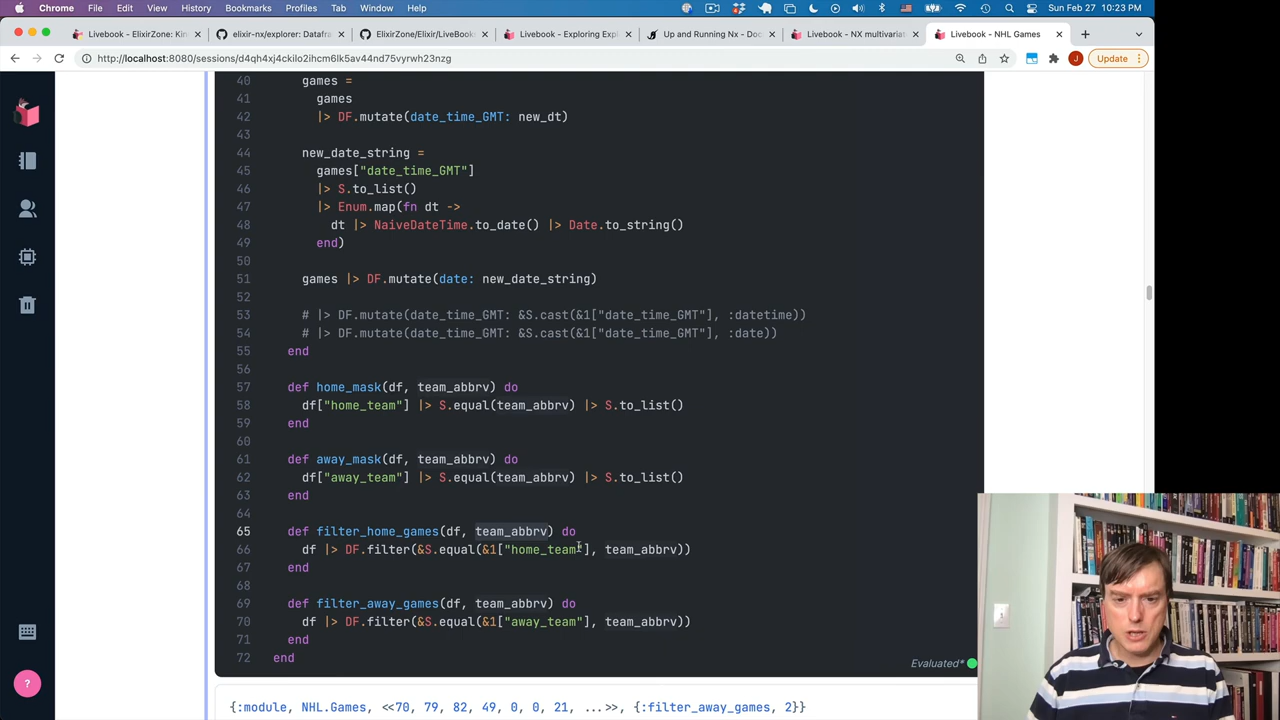 Chrome File Edit View History Bookmarks Profiles Tab Window Help Sun Feb 27 10:23 PM
Livebook - ElixirZone: Kin
elixir-nx/explorer: Datafra
ElixirZone/Elixir/LiveBook
Livebook - Exploring Expl
Up and Running Nx - Doc
Livebook - NX multivariat
Livebook - NHL Games
http://localhost:8080/sessions/d4qh4xj4ckilo2ihcm6lk5av44nd75vyrwh23izg
Update
40 games =
41 games
42 |> DF.mutate(date_time_GMT: new_dt)
43
44 new_date_string =
45 games["date_time_GMT"]
46 |> S.to_list()
47 |> Enum.map(fn dt ->
48 dt |> NaiveDateTime.to_date() |> Date.to_string()
49 end)
50
51 games |> DF.mutate(date: new_date_string)
52
53 # |> DF.mutate(date_time_GMT: &S.cast(&1["date_time_GMT"], :datetime))
54 # |> DF.mutate(date_time_GMT: &S.cast(&1["date_time_GMT"], :date))
55 end
56
57 def home_mask(df, team_abbrv) do
58 df["home_team"] |> S.equal(team_abbrv) |> S.to_list()
59 end
60
61 def away_mask(df, team_abbrv) do
62 df["away_team"] |> S.equal(team_abbrv) |> S.to_list()
63 end
64
65 def filter_home_games(df, team_abbrv) do
66 df |> DF.filter(&S.equal(&1["home_team"], team_abbrv))
67 end
68
69 def filter_away_games(df, team_abbrv) do
70 df |> DF.filter(&S.equal(&1["away_team"], team_abbrv))
71 end
72 end
Evaluated*
{:module, NHL.Games, <<70, 79, 82, 49, 0, 0, 21, ...>>, {:filter_away_games, 2}}
?